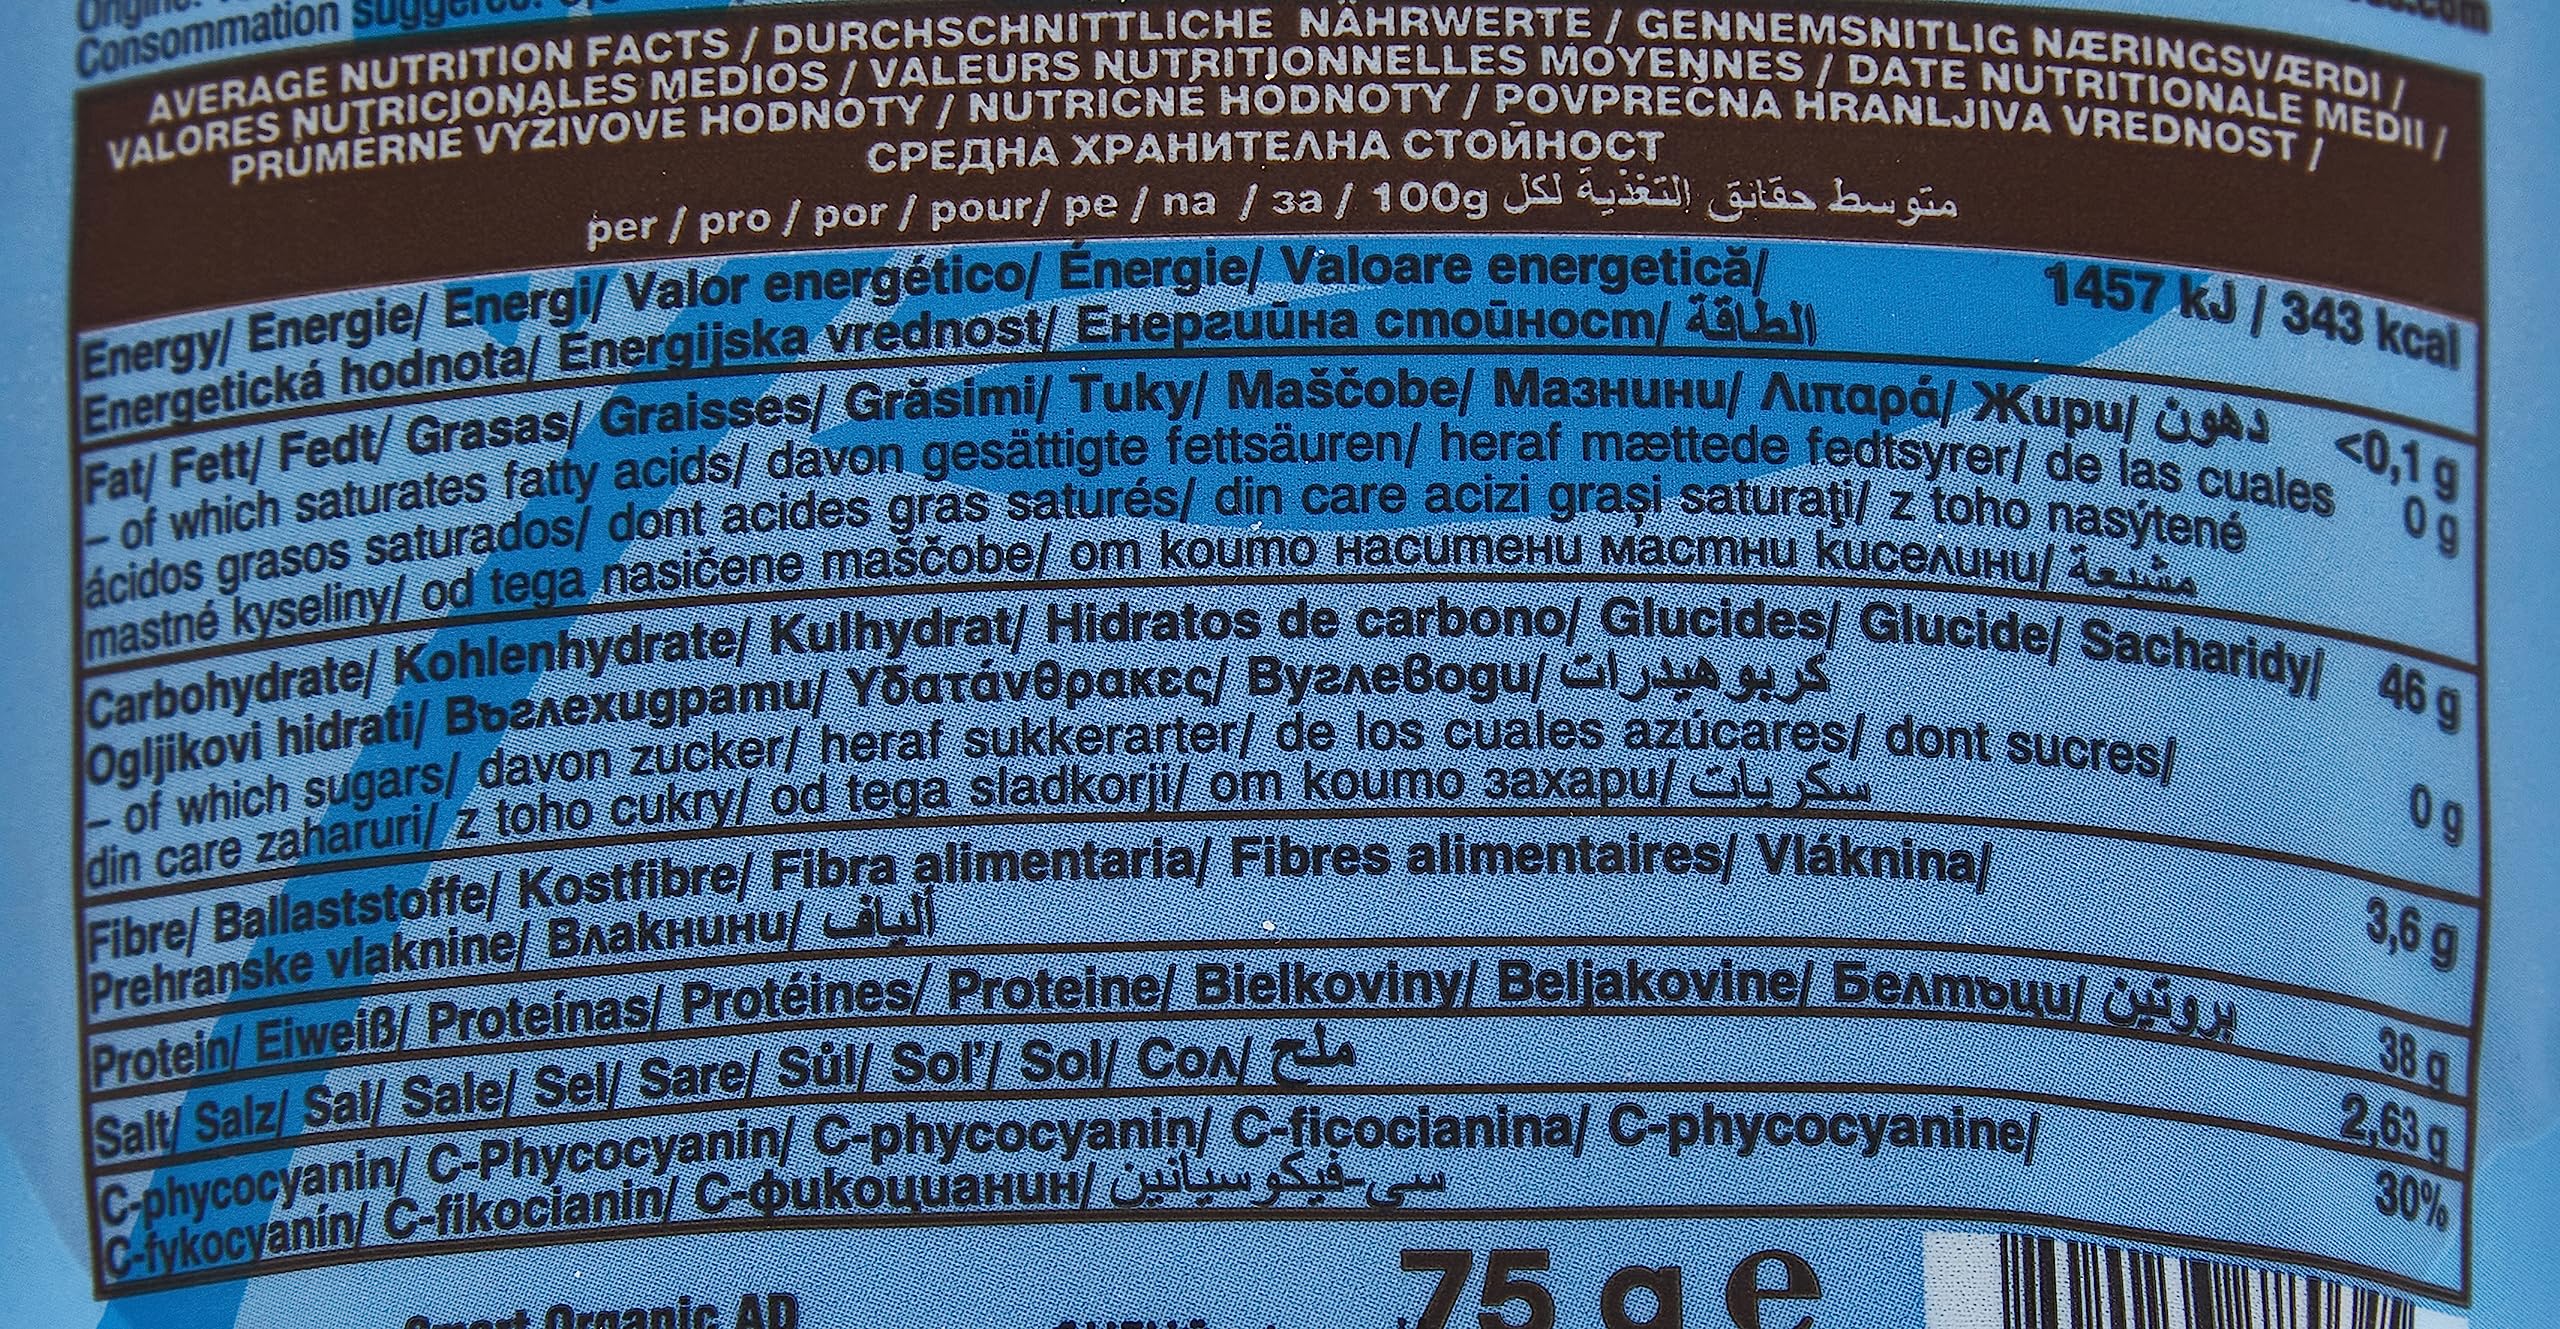 Consommation
AVERAGE NUTRITION FACTS / DURCHSCHNITTLICHE NÄHRWERTE / GENNEMSNITLIG NÆRINGSVÆRDI /
VALORES NUTRICIONALES MEDIOS / VALEURS NUTRITIONNELLES MOYENNES / DATE NUTRITIONALE MEDII /
PRŮMĚRNÉ VÝŽIVOVÉ HODNOTY / NUTRIČNÉ HODNOTY / POVPREČNA HRANLJIVA VREDNOST /
СРЕДНА ХРАНИТЕЛНА СТОЙНОСТ
per / pro / por / pour/ pe / na / за / 100g متوسط حقائق التغذية لكل
Energy/ Energie/ Energi/ Valor energético/ Énergie/ Valoare energetică/ 1457 kJ / 343 kcal
Energetická hodnota/ Energijska vrednost/ Енергийна стойност/ الطاقة
Fat/ Fett/ Fedt/ Grasas/ Graisses/ Grăsimi/ Tuky/ Maščobe/ Мазнини/ Λιπαρά/ Жири/ دهون <0,1 g
– of which saturates fatty acids/ davon gesättigte fettsäuren/ heraf mættede fedtsyrer/ de las cuales 0 g
ácidos grasos saturados/ dont acides gras saturés/ din care acizi grași saturaţi/ z toho nasýtené
mastné kyseliny/ od tega nasičene maščobe/ от които наситени мастни киселини/ مشبعة
Carbohydrate/ Kohlenhydrate/ Kulhydrat/ Hidratos de carbono/ Glucides/ Glucide/ Sacharidy/ 46 g
Ogljikovi hidrati/ Въглехидрати/ Υδατάνθρακες/ Вуглеводи/ كربوهيدرات
– of which sugars/ davon zucker/ heraf sukkerarter/ de los cuales azúcares/ dont sucres/ 0 g
din care zaharuri/ z toho cukry/ od tega sladkorji/ от които захари/ سكريات
Fibre/ Ballaststoffe/ Kostfibre/ Fibra alimentaria/ Fibres alimentaires/ Vláknina/ 3,6 g
Prehranske vlaknine/ Влакнини/ ألياف
Protein/ Eiweiß/ Proteínas/ Protéines/ Proteine/ Bielkoviny/ Beljakovine/ Белтъци/ بروتين 38 g
Salt/ Salz/ Sal/ Sale/ Sel/ Sare/ Sůl/ Sol'/ Sol/ Сол/ ملح 2,63 g
C-phycocyanin/ C-Phycocyanin/ C-phycocyanin/ C-ficocianina/ C-phycocyanine/ 30%
C-fykocyanín/ C-fikocianin/ С-фикоцианин/ سی-فيكوسيانين
75 g e
Organic AD